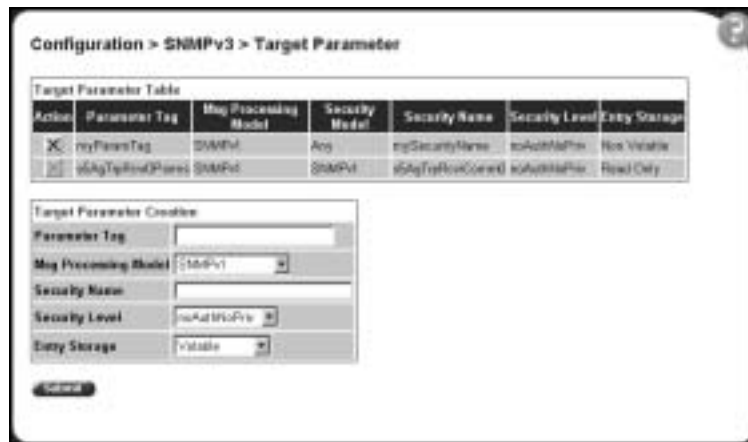 Configuration > SNMPv3 > Target Parameter
Target Parameter Table
Action Parameter Tag Msg Processing Model Security Model Security Name Security Level Entry Storage
myParamTag SNMPv1 Any mySecurityName noAuthNoPriv Non Volatile
SNMPv1 SNMPv1 noAuthNoPriv Read Only
Target Parameter Creation
Parameter Tag
Msg Processing Model SNMPv1
Security Name
Security Level noAuthNoPriv
Entry Storage Volatile
Submit